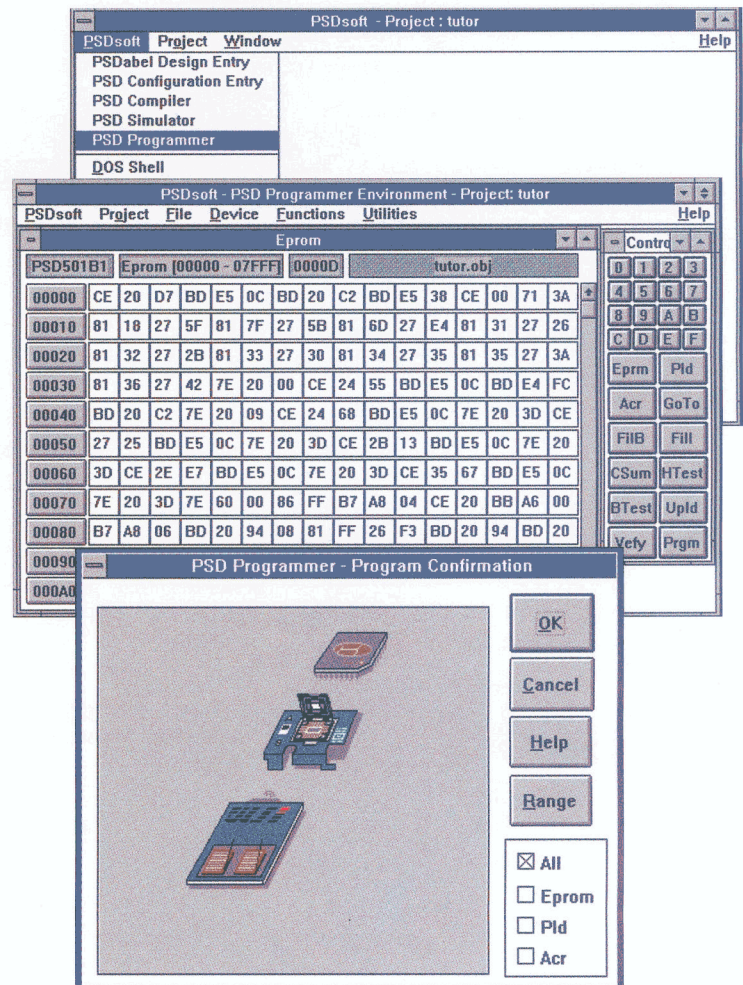 PSDsoft - Project : tutor
PSDsoft Project Window Help
PSDabel Design Entry
PSD Configuration Entry
PSD Compiler
PSD Simulator
PSD Programmer
DOS Shell
PSDsoft - PSD Programmer Environment - Project: tutor
PSDsoft Project File Device Functions Utilities Help
Eprom
PSD501B1 Eprom [00000 - 07FFF] 0000D tutor.obj
00000 CE 20 D7 BD E5 0C BD 20 C2 BD E5 38 CE 00 71 3A
00010 81 18 27 5F 81 7F 27 5B 81 6D 27 E4 81 31 27 26
00020 81 32 27 2B 81 33 27 30 81 34 27 35 81 35 27 3A
00030 81 36 27 42 7E 20 00 CE 24 55 BD E5 0C BD E4 FC
00040 BD 20 C2 7E 20 09 CE 24 68 BD E5 0C 7E 20 3D CE
00050 27 25 BD E5 0C 7E 20 3D CE 2B 13 BD E5 0C 7E 20
00060 3D CE 2E E7 BD E5 0C 7E 20 3D CE 35 67 BD E5 0C
00070 7E 20 3D 7E 60 00 86 FF B7 A8 04 CE 20 BB A6 00
00080 B7 A8 06 BD 20 94 08 81 FF 26 F3 BD 20 94 BD 20
00090
000A0
Contro
0 1 2 3
4 5 6 7
8 9 A B
C D E F
Eprm Pld
Acr GoTo
FilB Fill
CSum HTest
BTest Upld
Vefy Prgm
PSD Programmer - Program Confirmation
OK
Cancel
Help
Range
All
Eprom
Pld
Acr